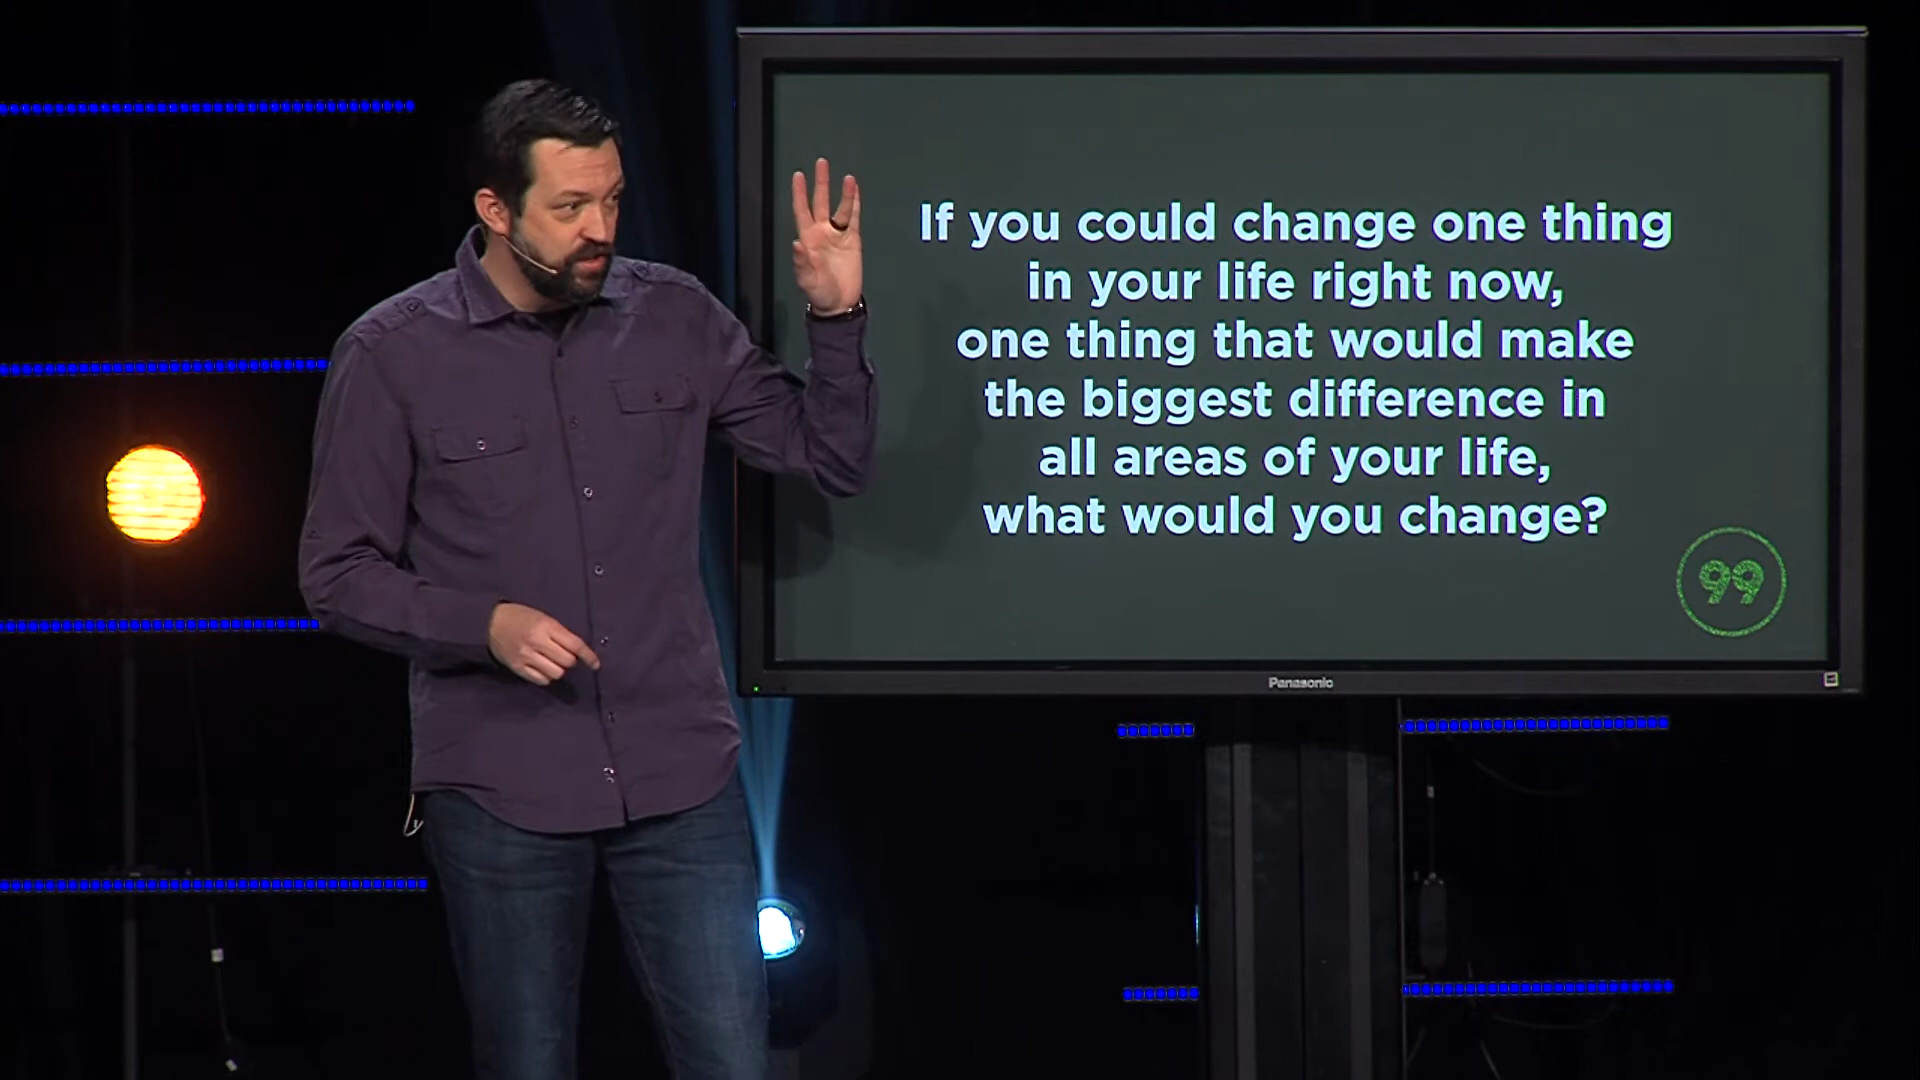 If you could change one thing
in your life right now,
one thing that would make
the biggest difference in
all areas of your life,
what would you change?
99
Panasonic